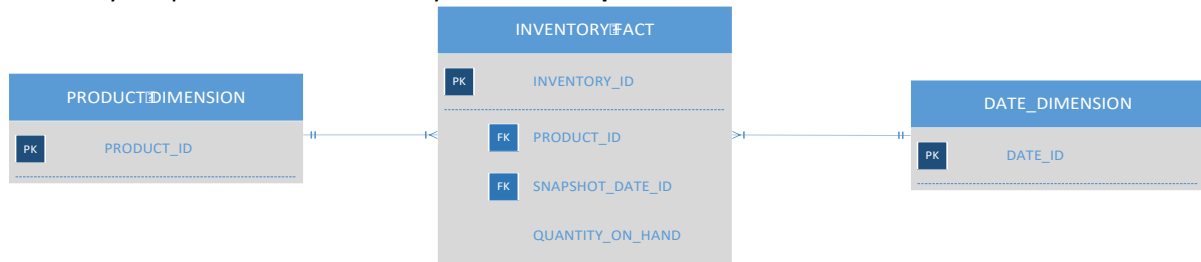 INVENTORY FACT
PK INVENTORY_ID
FK PRODUCT_ID
FK SNAPSHOT_DATE_ID
QUANTITY_ON_HAND
PRODUCT DIMENSION
PK PRODUCT_ID
DATE_DIMENSION
PK DATE_ID